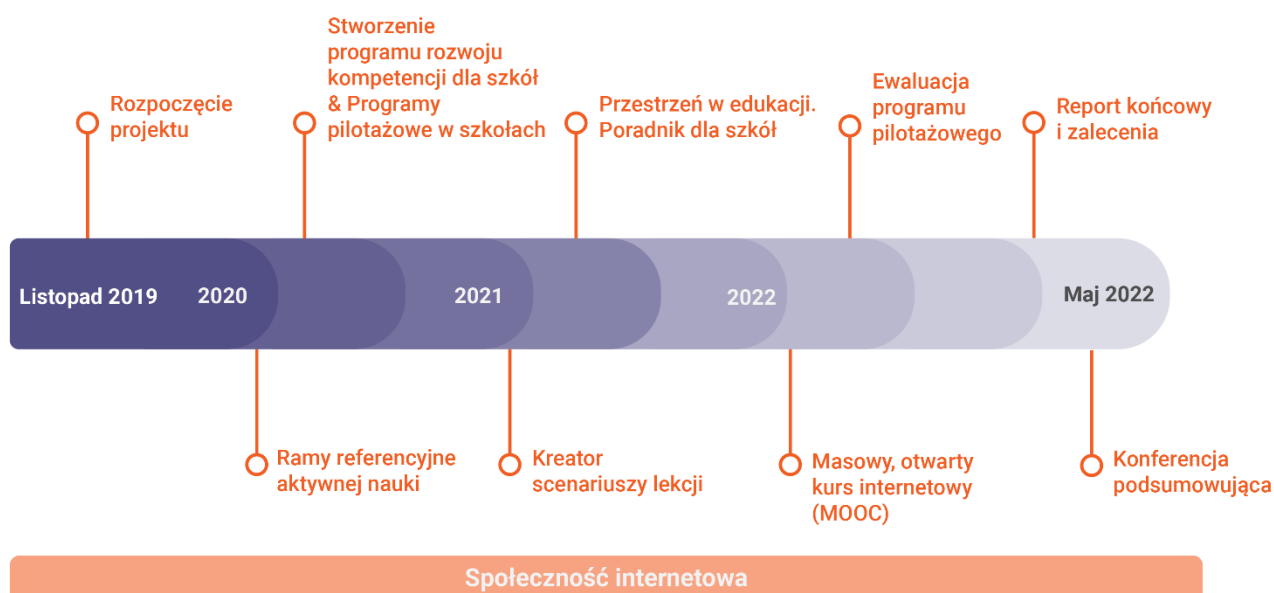 Rozpoczęcie
projektu
Stworzenie
programu rozwoju
kompetencji dla szkół
& Programy
pilotażowe w szkołach
Przestrzeń w edukacji.
Poradnik dla szkół
Ewaluacja
programu
pilotażowego
Report końcowy
i zalecenia
Listopad 2019
2020
2021
2022
Maj 2022
Ramy referencyjne
aktywnej nauki
Kreator
scenariuszy lekcji
Masowy, otwarty
kurs internetowy
(MOOC)
Konferencja
podsumowująca
Społeczność internetowa